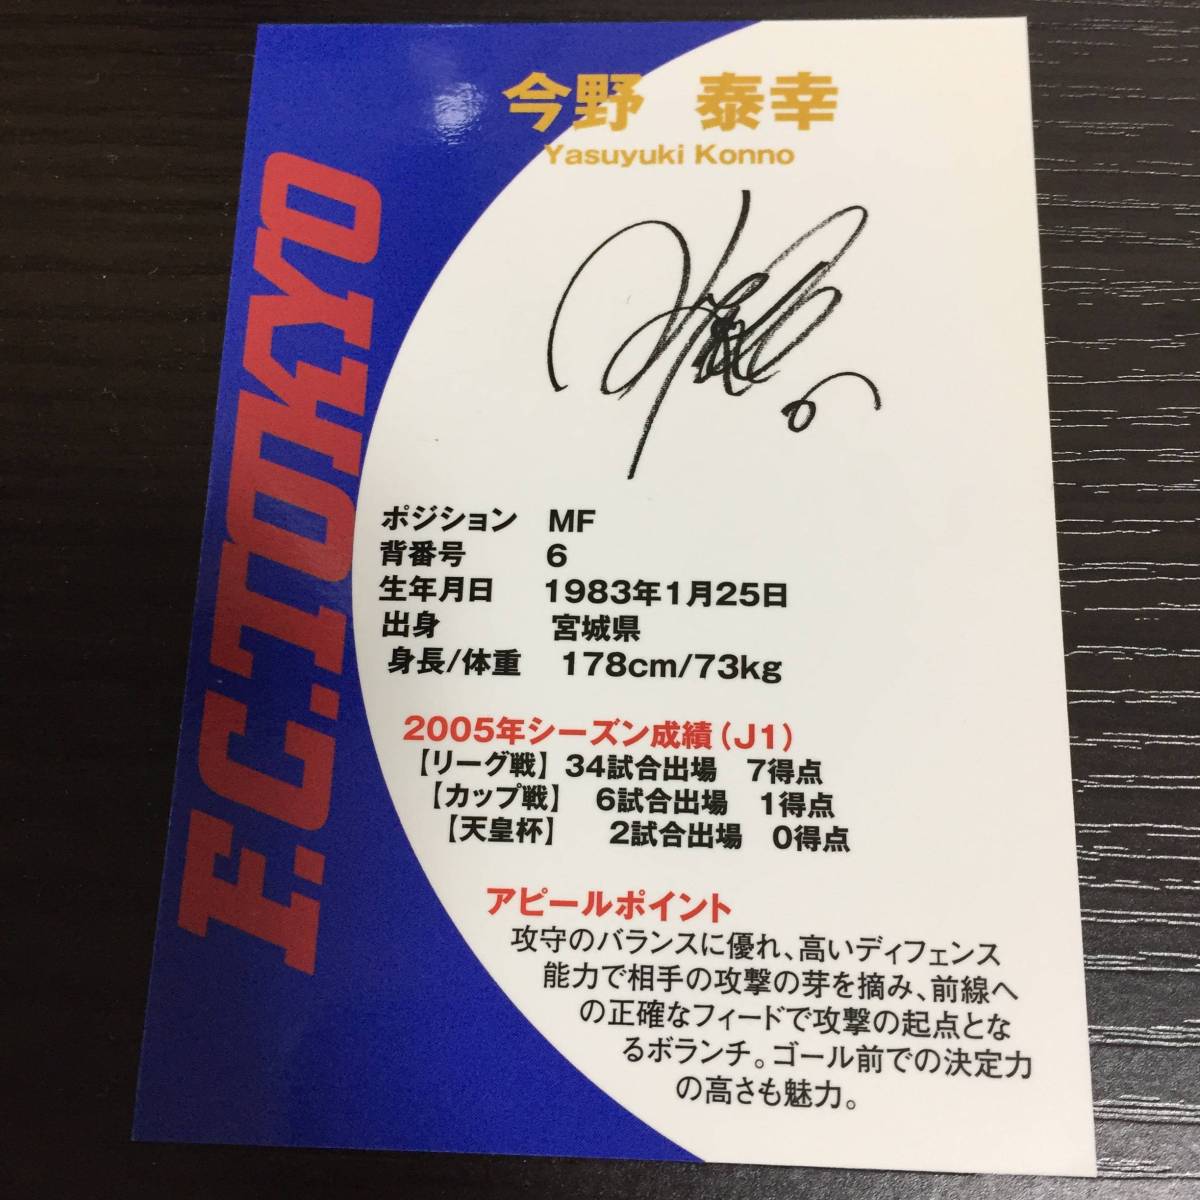 今野 泰幸
Yasuyuki Konno
F.C.TOKYO
ポジション MF
背番号 6
生年月日 1983年1月25日
出身 宮城県
身長/体重 178cm/73kg
2005年シーズン成績(J1)
【リーグ戦】 34試合出場 7得点
【カップ戦】 6試合出場 1得点
【天皇杯】 2試合出場 0得点
アピールポイント
攻守のバランスに優れ、高いディフェンス
能力で相手の攻撃の芽を摘み、前線へ
の正確なフィードで攻撃の起点とな
るボランチ。ゴール前での決定力
の高さも魅力。